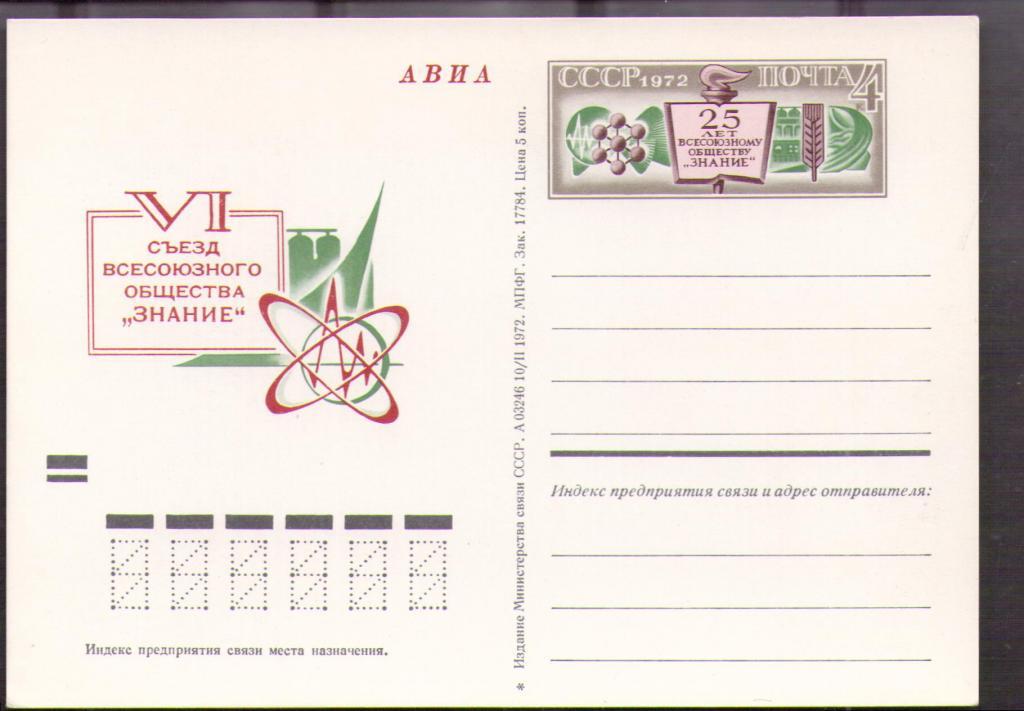 АВИА
VI
СЪЕЗД
ВСЕСОЮЗНОГО
ОБЩЕСТВА
„ЗНАНИЕ“
Индекс предприятия связи места назначения.
* Издание Министерства связи СССР. А 03246 10/II 1972. МПФГ. Зак. 17784. Цена 5 коп.
СССР 1972 ПОЧТА 4
К
25
ЛЕТ
ВСЕСОЮЗНОМУ
ОБЩЕСТВУ
„ЗНАНИЕ“
Индекс предприятия связи и адрес отправителя: